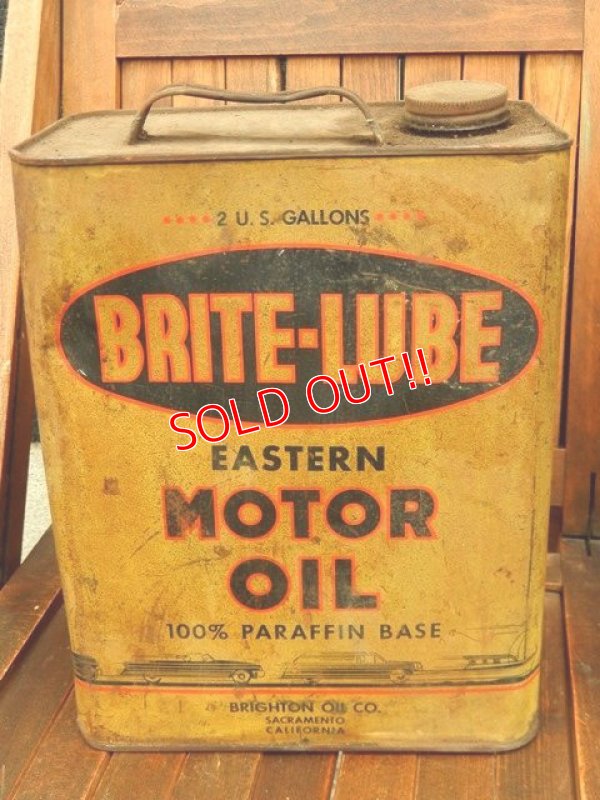 2 U.S. GALLONS
BRITE-LUBE
SOLD OUT!!
EASTERN
MOTOR
OIL
100% PARAFFIN BASE
BRIGHTON OIL CO.
SACRAMENTO
CALIFORNIA